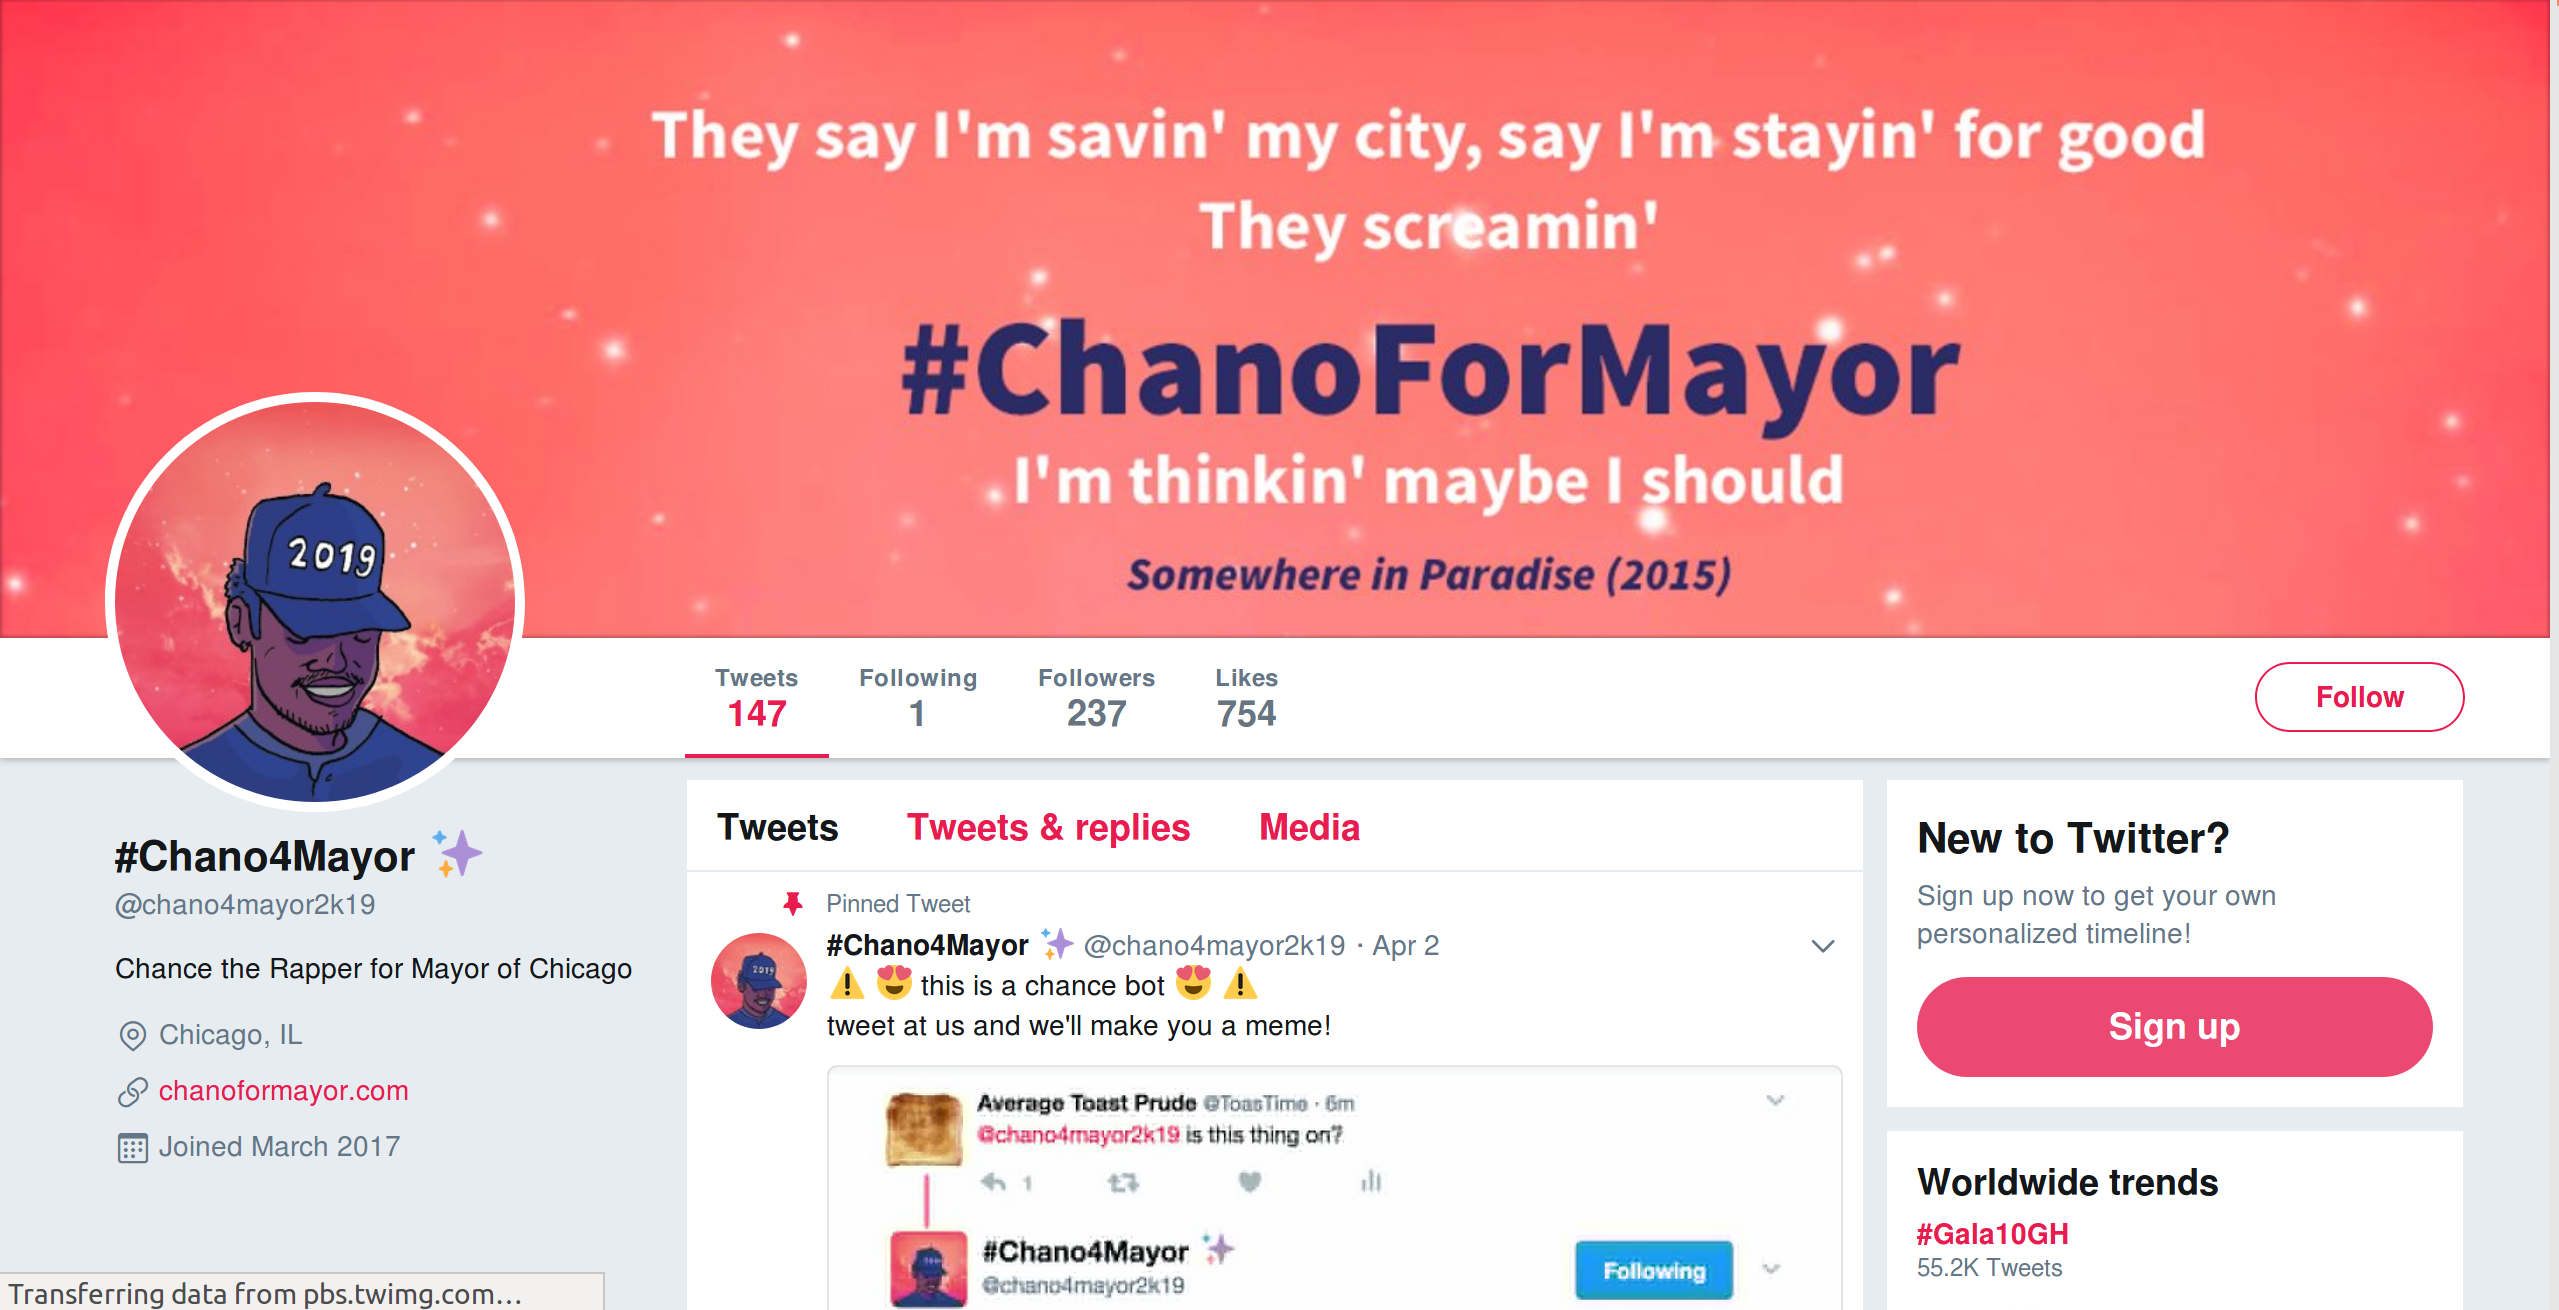 They say I'm savin' my city, say I'm stayin' for good
They screamin'
#ChanoForMayor
I'm thinkin' maybe I should
Somewhere in Paradise (2015)
2019
Tweets Following Followers Likes
147 1 237 754
Follow
#Chano4Mayor ✨
@chano4mayor2k19
Chance the Rapper for Mayor of Chicago
Chicago, IL
chanoformayor.com
Joined March 2017
Tweets Tweets & replies Media
Pinned Tweet
#Chano4Mayor ✨ @chano4mayor2k19 · Apr 2
⚠️ 😍 this is a chance bot 😍 ⚠️
tweet at us and we'll make you a meme!
2019
Average Toast Prude @ToasTime · 6m
@chano4mayor2k19 is this thing on?
1
#Chano4Mayor ✨
@chano4mayor2k19
Following
New to Twitter?
Sign up now to get your own
personalized timeline!
Sign up
Worldwide trends
#Gala10GH
55.2K Tweets
Transferring data from pbs.twimg.com...